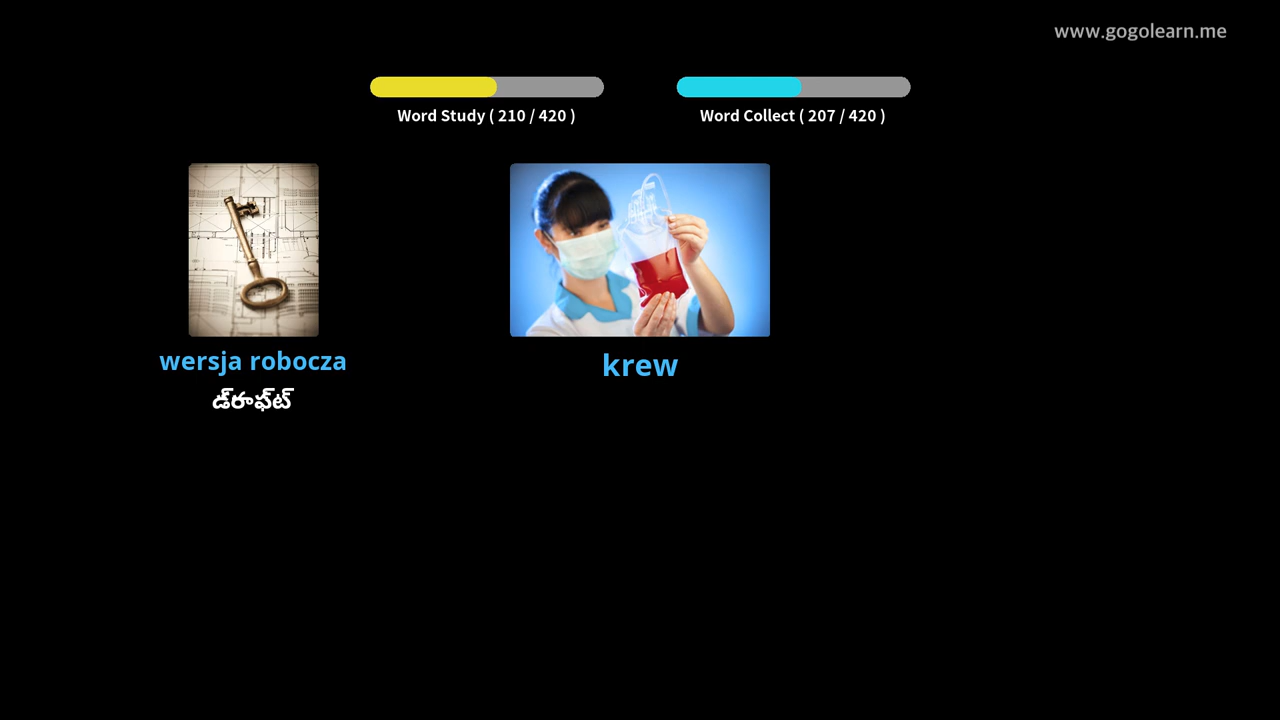 www.gogolearn.me
Word Study ( 210 / 420 )
Word Collect ( 207 / 420 )
wersja robocza
డ్‌రాఫ్‌ట్
krew